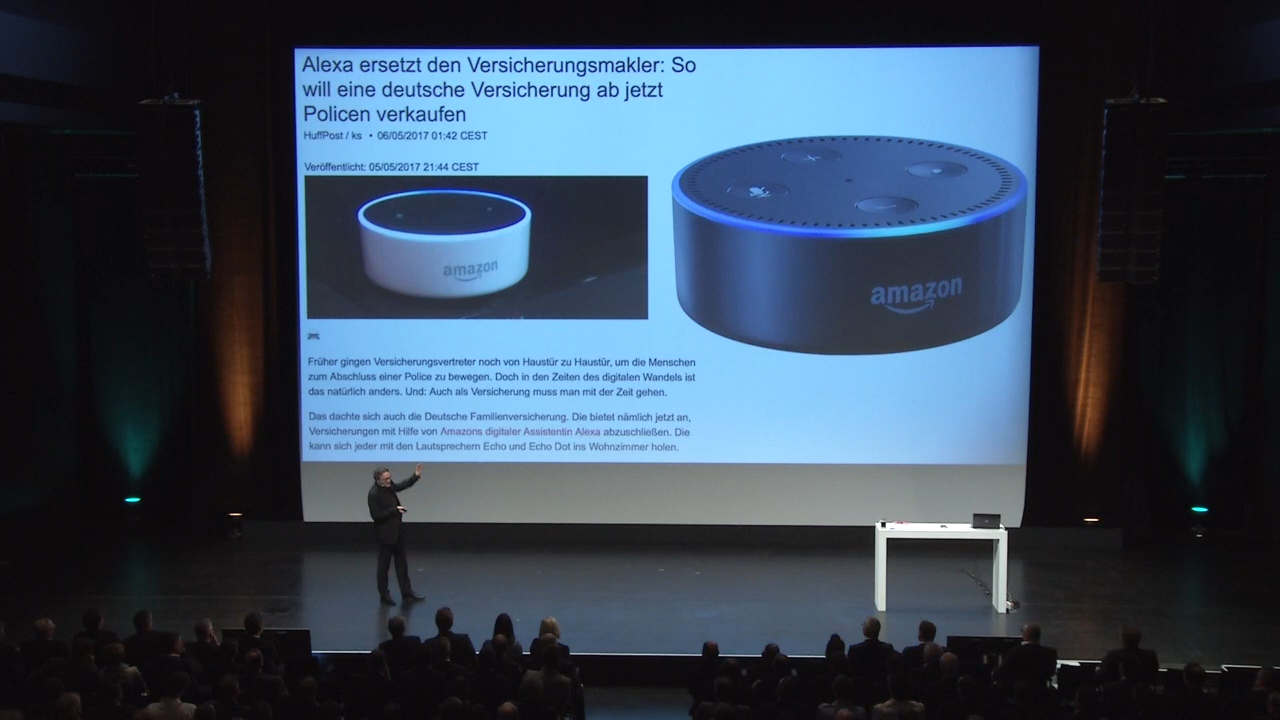 Alexa ersetzt den Versicherungsmakler: So
will eine deutsche Versicherung ab jetzt
Policen verkaufen
HuffPost / ks • 06/05/2017 01:42 CEST
Veröffentlicht: 05/05/2017 21:44 CEST
amazon
amazon
Früher gingen Versicherungsvertreter noch von Haustür zu Haustür, um die Menschen
zum Abschluss einer Police zu bewegen. Doch in den Zeiten des digitalen Wandels ist
das natürlich anders. Und: Auch als Versicherung muss man mit der Zeit gehen.
Das dachte sich auch die Deutsche Familienversicherung. Die bietet nämlich jetzt an,
Versicherungen mit Hilfe von Amazons digitaler Assistentin Alexa abzuschließen. Die
kann sich jeder mit den Lautsprechern Echo und Echo Dot ins Wohnzimmer holen.